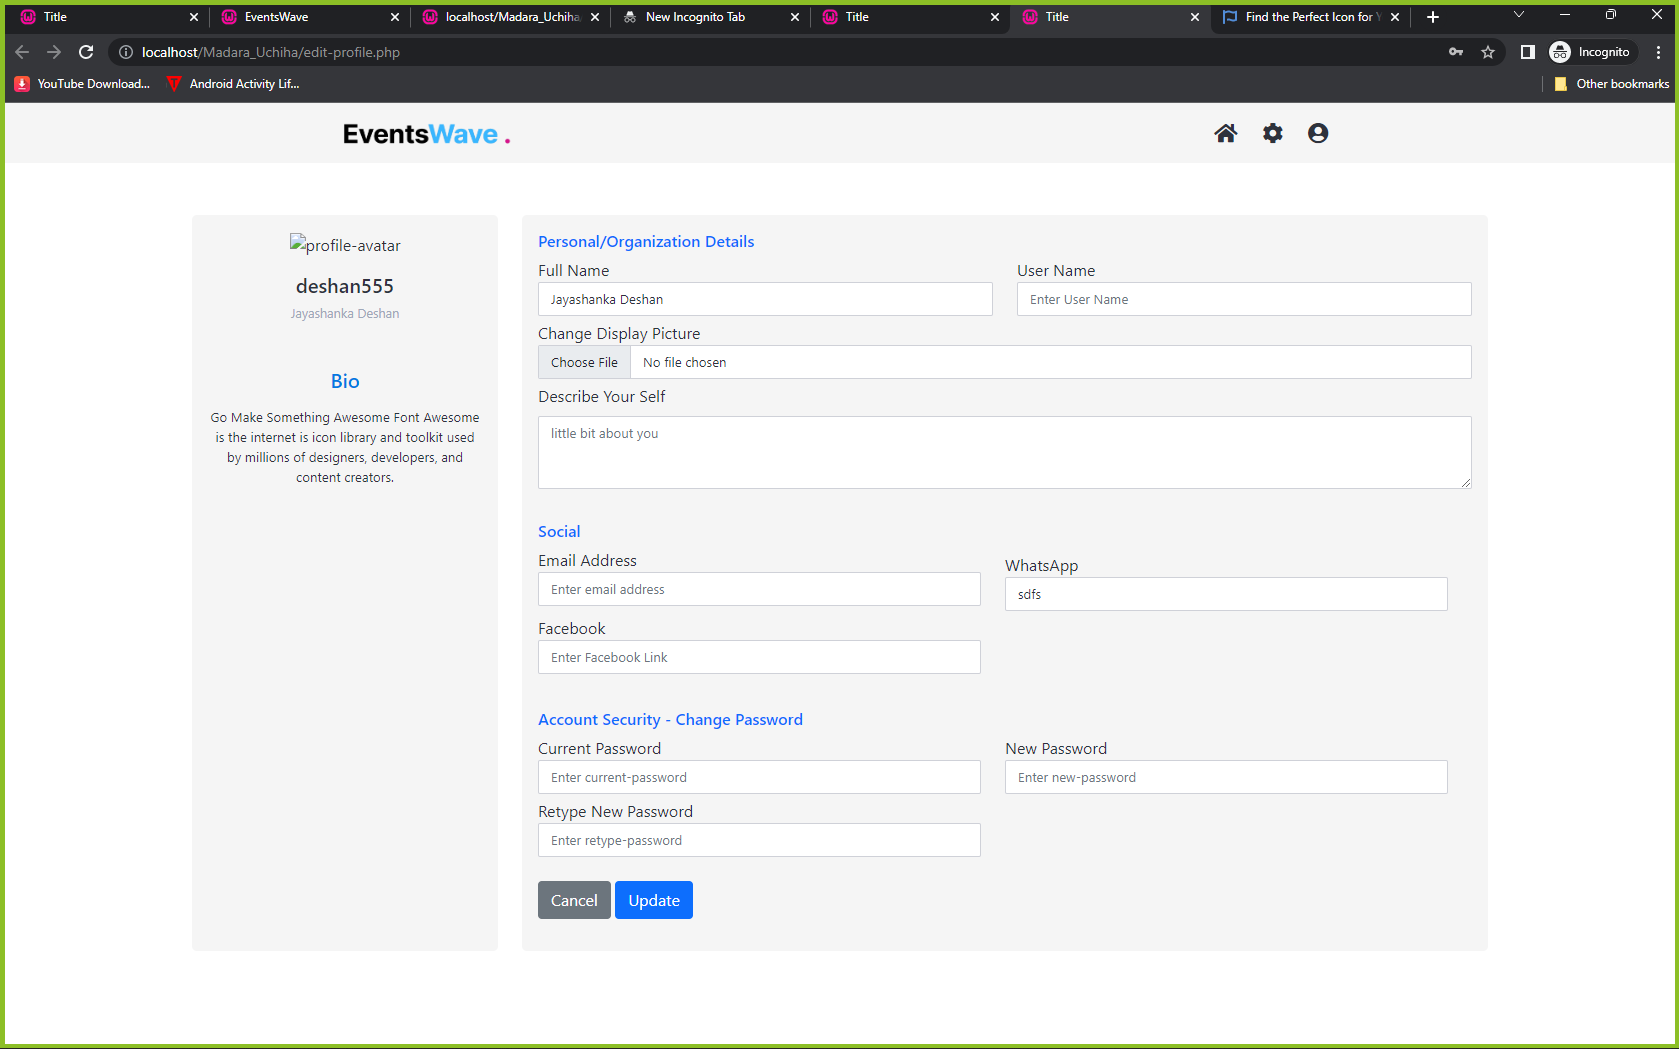 Title
EventsWave
localhost/Madara_Uchiha
New Incognito Tab
Title
Title
Find the Perfect Icon for Y
localhost/Madara_Uchiha/edit-profile.php
Incognito
YouTube Download...
Android Activity Lif...
Other bookmarks
EventsWave .
profile-avatar
deshan555
Jayashanka Deshan
Bio
Go Make Something Awesome Font Awesome
is the internet is icon library and toolkit used
by millions of designers, developers, and
content creators.
Personal/Organization Details
Full Name
Jayashanka Deshan
User Name
Enter User Name
Change Display Picture
Choose File No file chosen
Describe Your Self
little bit about you
Social
Email Address
Enter email address
WhatsApp
sdfs
Facebook
Enter Facebook Link
Account Security - Change Password
Current Password
Enter current-password
New Password
Enter new-password
Retype New Password
Enter retype-password
Cancel
Update